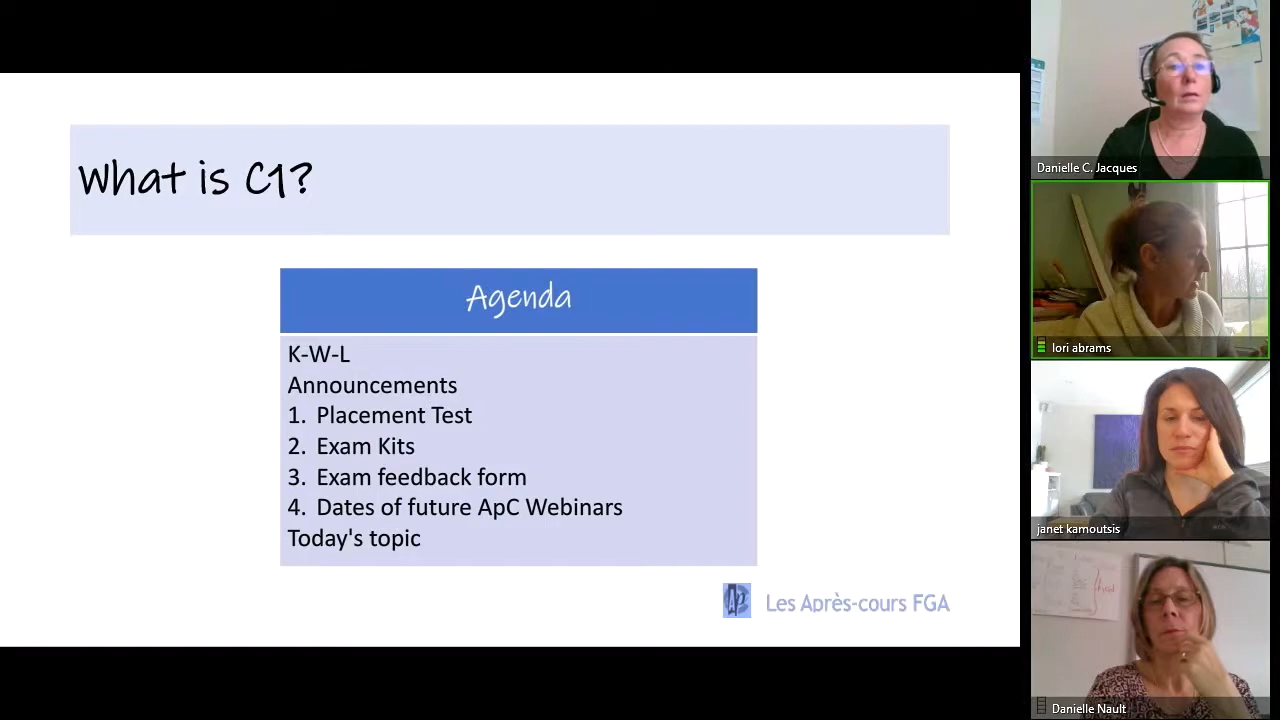 What is C1?
Agenda
K-W-L
Announcements
1. Placement Test
2. Exam Kits
3. Exam feedback form
4. Dates of future ApC Webinars
Today's topic
Ap
Les Après-cours FGA
Danielle C. Jacques
lori abrams
janet kamoutsis
Danielle Nault